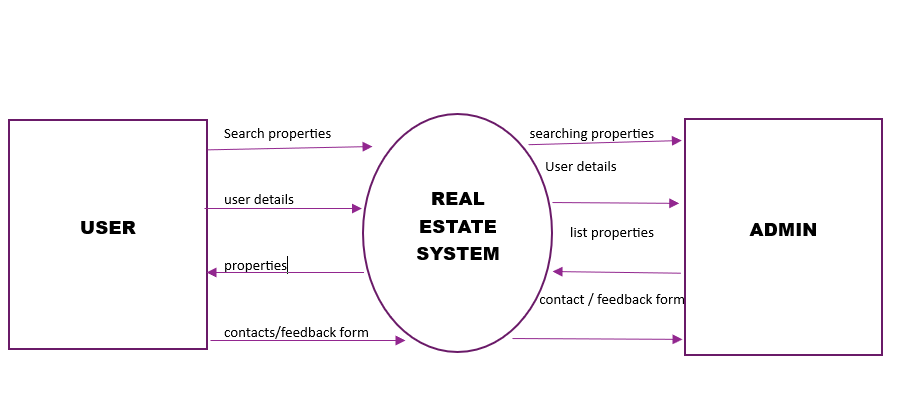 Search properties
searching properties
User details
user details
REAL
ESTATE
SYSTEM
USER
ADMIN
list properties
properties
contact / feedback form
contacts/feedback form